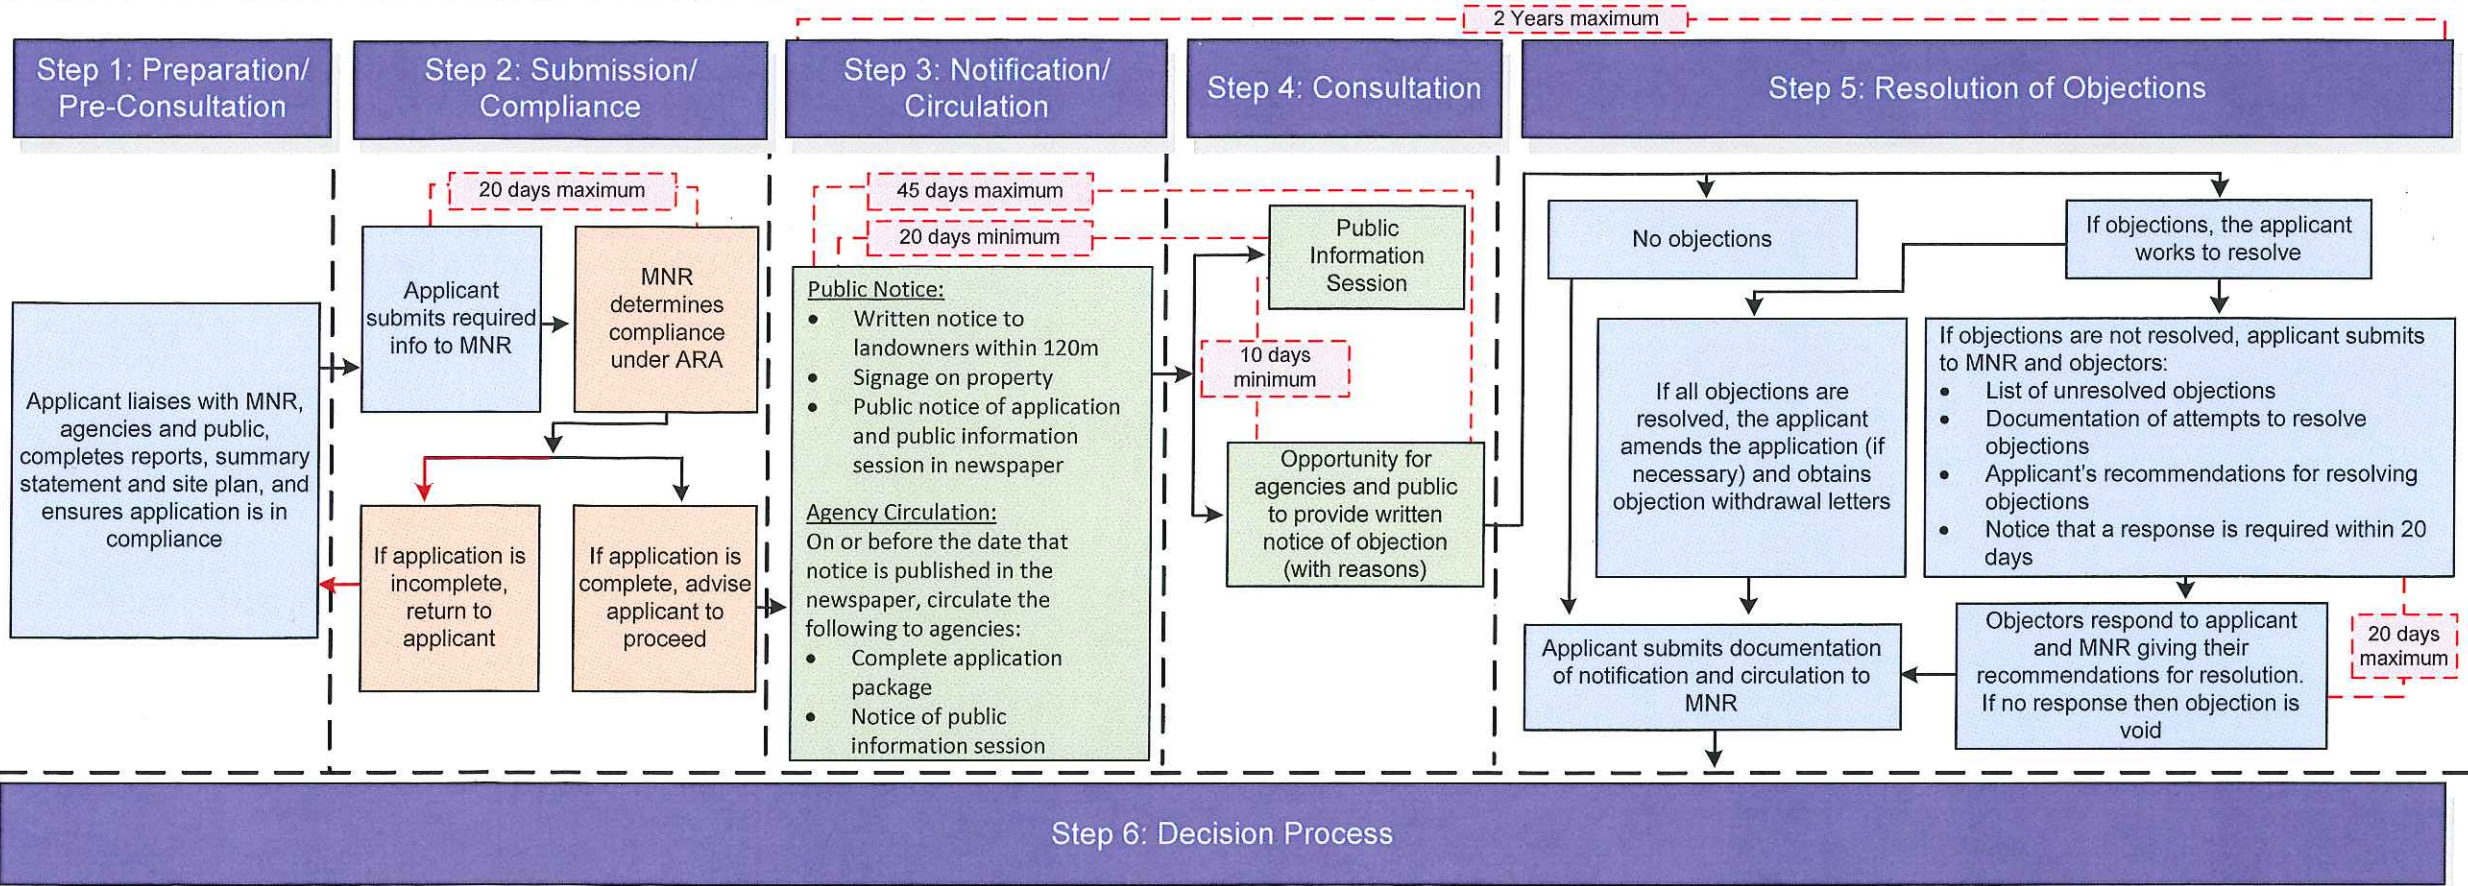 2 Years maximum
Step 1: Preparation/
Pre-Consultation
Step 2: Submission/
Compliance
Step 3: Notification/
Circulation
Step 4: Consultation
Step 5: Resolution of Objections
Applicant liaises with MNR,
agencies and public,
completes reports, summary
statement and site plan, and
ensures application is in
compliance
20 days maximum
Applicant
submits required
info to MNR
MNR
determines
compliance
under ARA
If application is
incomplete,
return to
applicant
If application is
complete, advise
applicant to
proceed
45 days maximum
20 days minimum
Public Notice:
• Written notice to
landowners within 120m
• Signage on property
• Public notice of application
and public information
session in newspaper
Agency Circulation:
On or before the date that
notice is published in the
newspaper, circulate the
following to agencies:
• Complete application
package
• Notice of public
information session
Public
Information
Session
10 days
minimum
Opportunity for
agencies and public
to provide written
notice of objection
(with reasons)
No objections
If objections, the applicant
works to resolve
If all objections are
resolved, the applicant
amends the application (if
necessary) and obtains
objection withdrawal letters
If objections are not resolved, applicant submits
to MNR and objectors:
• List of unresolved objections
• Documentation of attempts to resolve
objections
• Applicant's recommendations for resolving
objections
• Notice that a response is required within 20
days
Applicant submits documentation
of notification and circulation to
MNR
Objectors respond to applicant
and MNR giving their
recommendations for resolution.
If no response then objection is
void
20 days
maximum
Step 6: Decision Process